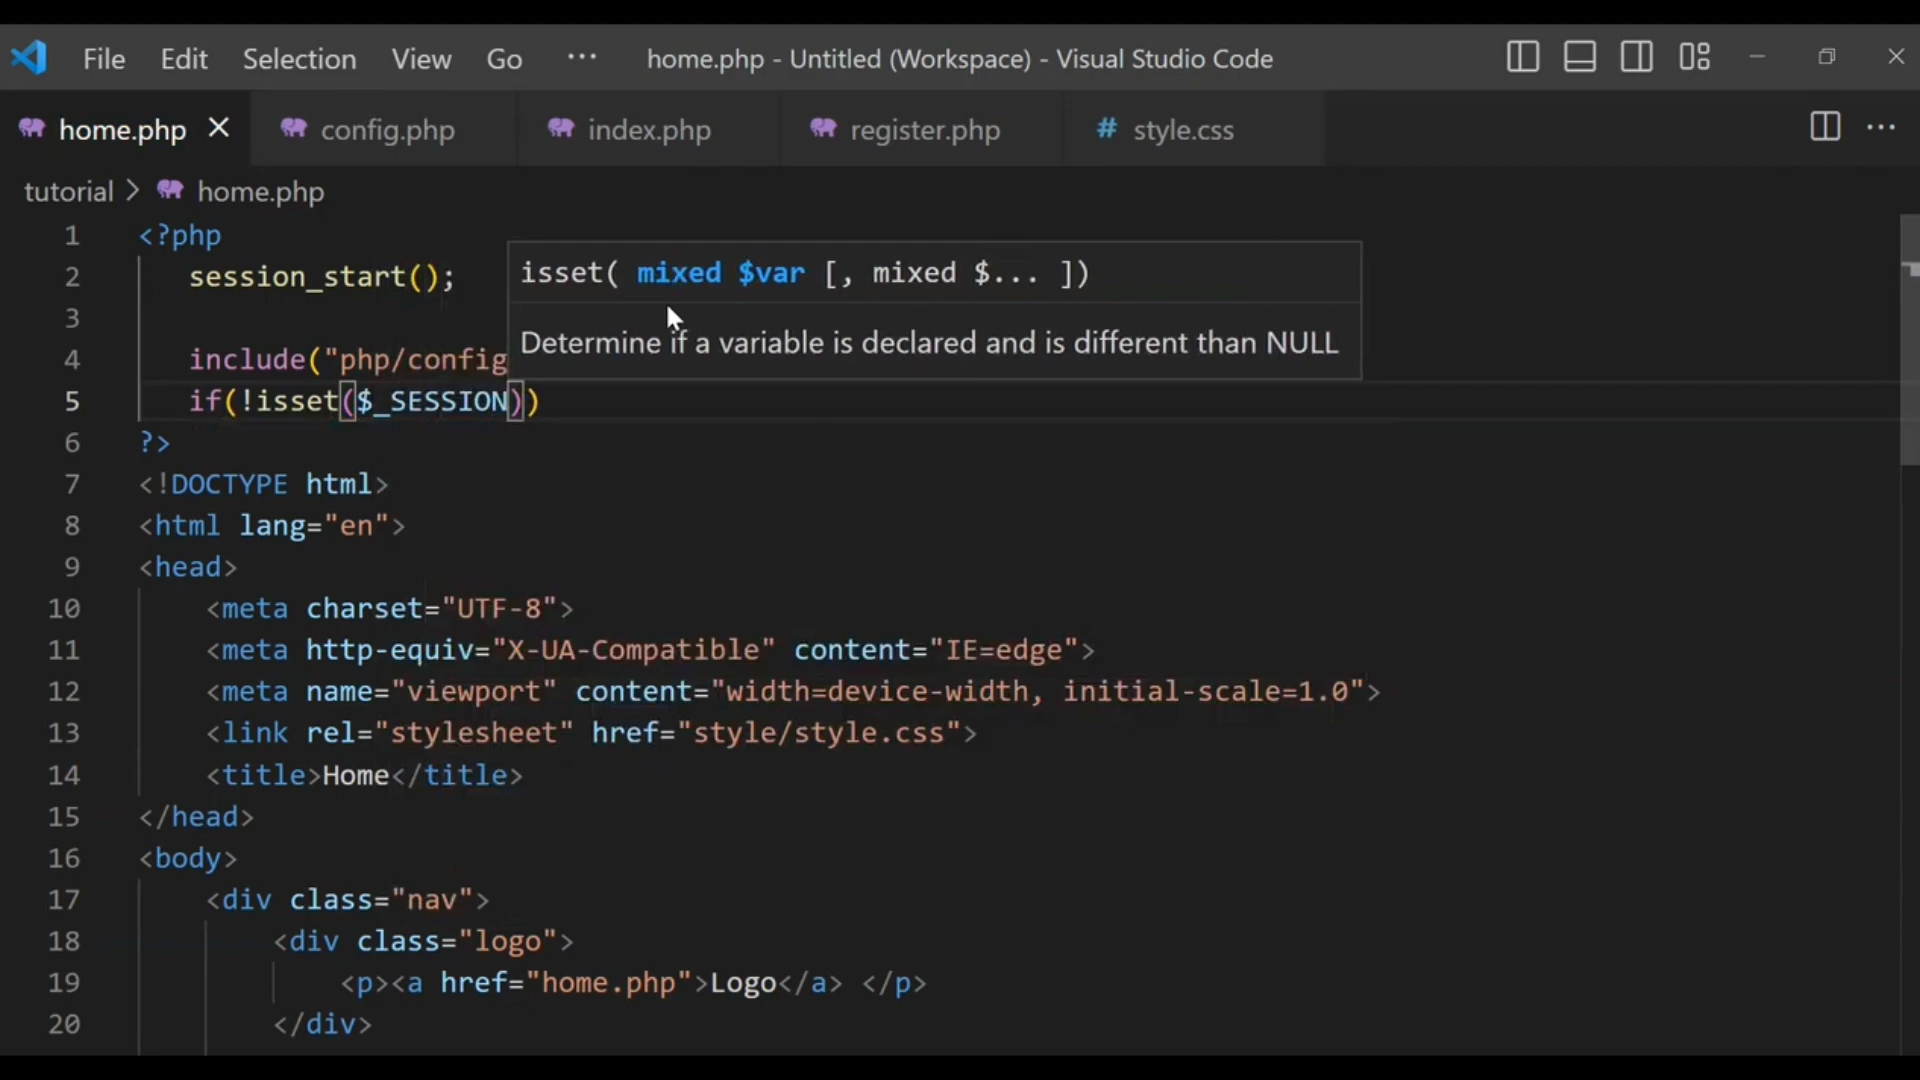 File Edit Selection View Go ··· home.php - Untitled (Workspace) - Visual Studio Code
home.php config.php index.php register.php # style.css
tutorial > home.php
1 <?php
isset( mixed $var [, mixed $... ])
2 session_start();
3
Determine if a variable is declared and is different than NULL
4 include("php/config
5 if(!isset($_SESSION))
6 ?>
7 <!DOCTYPE html>
8 <html lang="en">
9 <head>
10 <meta charset="UTF-8">
11 <meta http-equiv="X-UA-Compatible" content="IE=edge">
12 <meta name="viewport" content="width=device-width, initial-scale=1.0">
13 <link rel="stylesheet" href="style/style.css">
14 <title>Home</title>
15 </head>
16 <body>
17 <div class="nav">
18 <div class="logo">
19 <p><a href="home.php">Logo</a> </p>
20 </div>